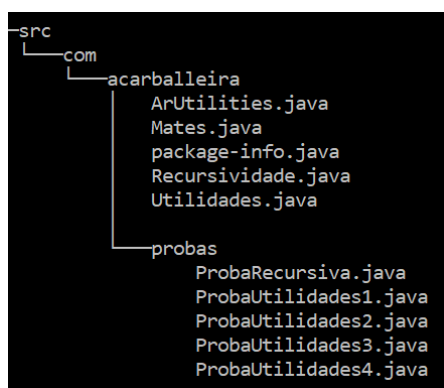 src
com
acarballeira
ArUtilities.java
Mates.java
package-info.java
Recursividade.java
Utilidades.java
probas
ProbaRecursiva.java
ProbaUtilidades1.java
ProbaUtilidades2.java
ProbaUtilidades3.java
ProbaUtilidades4.java